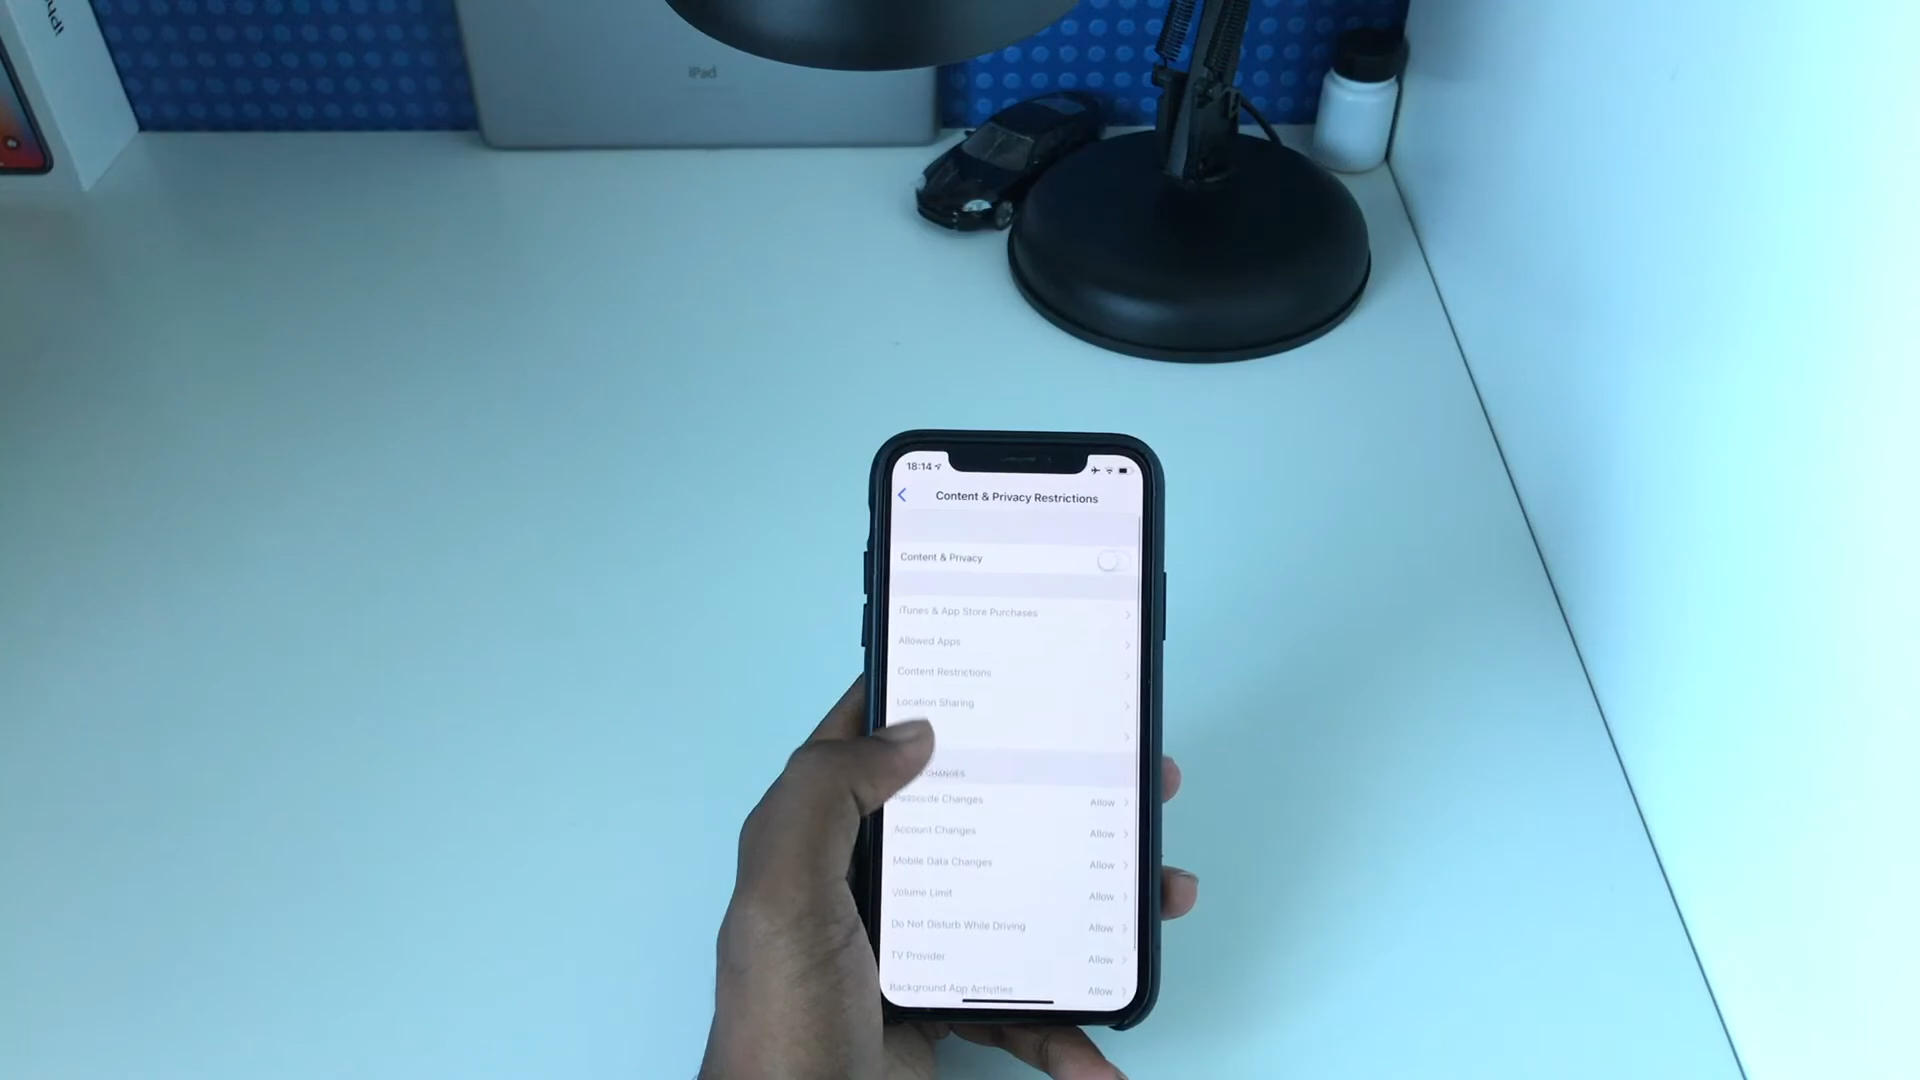 iPad
18:14
Content & Privacy Restrictions
Content & Privacy
iTunes & App Store Purchases
Allowed Apps
Content Restrictions
Location Sharing
CHANGES
Passcode Changes Allow
Account Changes Allow
Mobile Data Changes Allow
Volume Limit Allow
Do Not Disturb While Driving Allow
TV Provider Allow
Background App Activities Allow